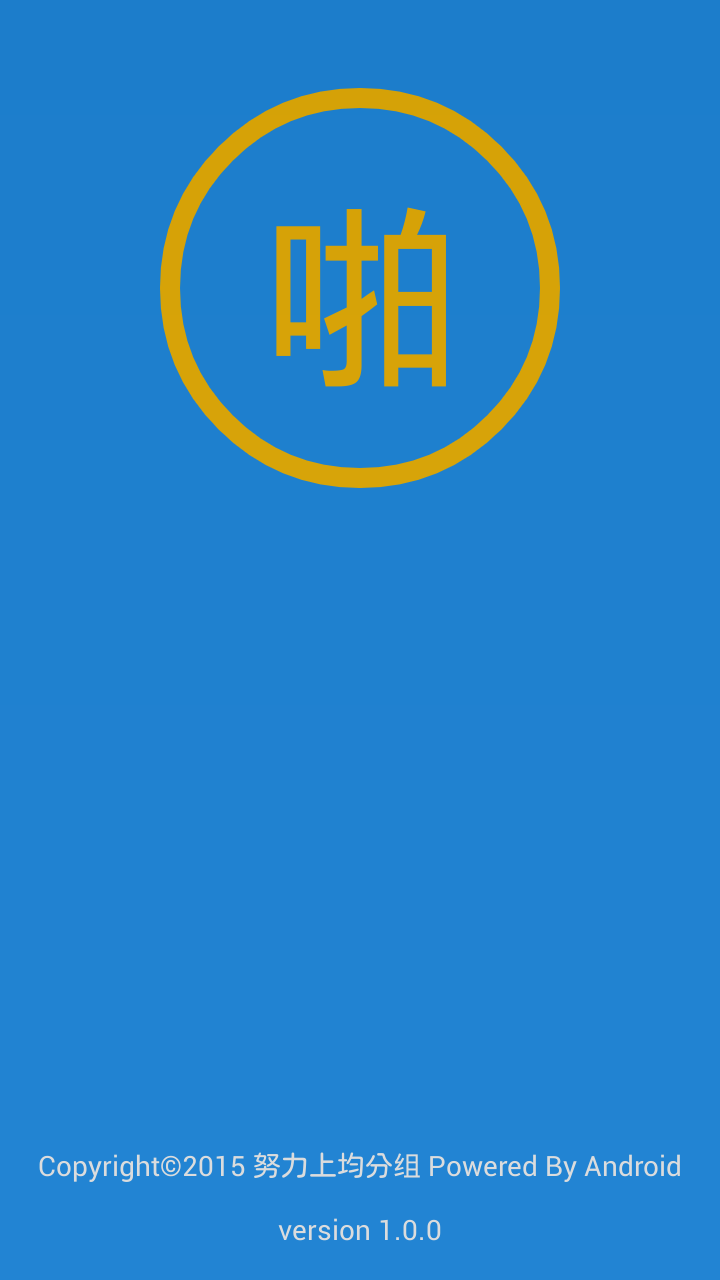 啪
Copyright©2015 努力上均分组 Powered By Android
version 1.0.0